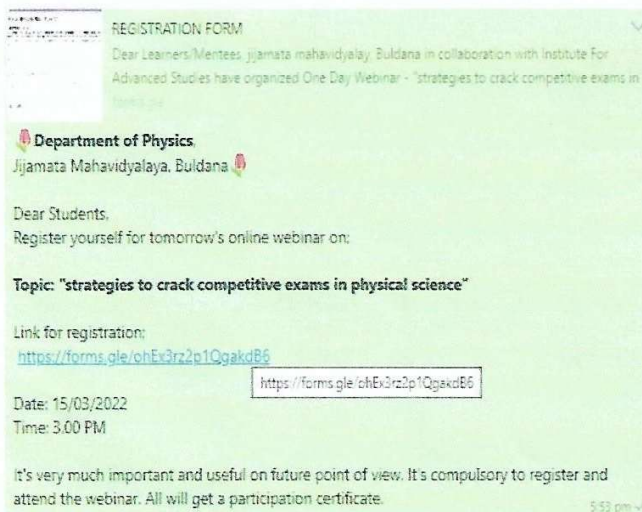 REGISTRATION FORM
Dear Learners/Mentees, jijamata mahavidyalay, Buldana in collaboration with Institute For
Advanced Studies have organized One Day Webinar - "strategies to crack competitive exams in
Department of Physics,
Jijamata Mahavidyalaya, Buldana
Dear Students,
Register yourself for tomorrow's online webinar on:
Topic: "strategies to crack competitive exams in physical science"
Link for registration:
https://forms.gle/ohEx3rz2p1QgakdB6
https://forms.gle/ohEx3rz2p1QgakdB6
Date: 15/03/2022
Time: 3.00 PM
It's very much important and useful on future point of view. It's compulsory to register and
attend the webinar. All will get a participation certificate.
5:53 pm